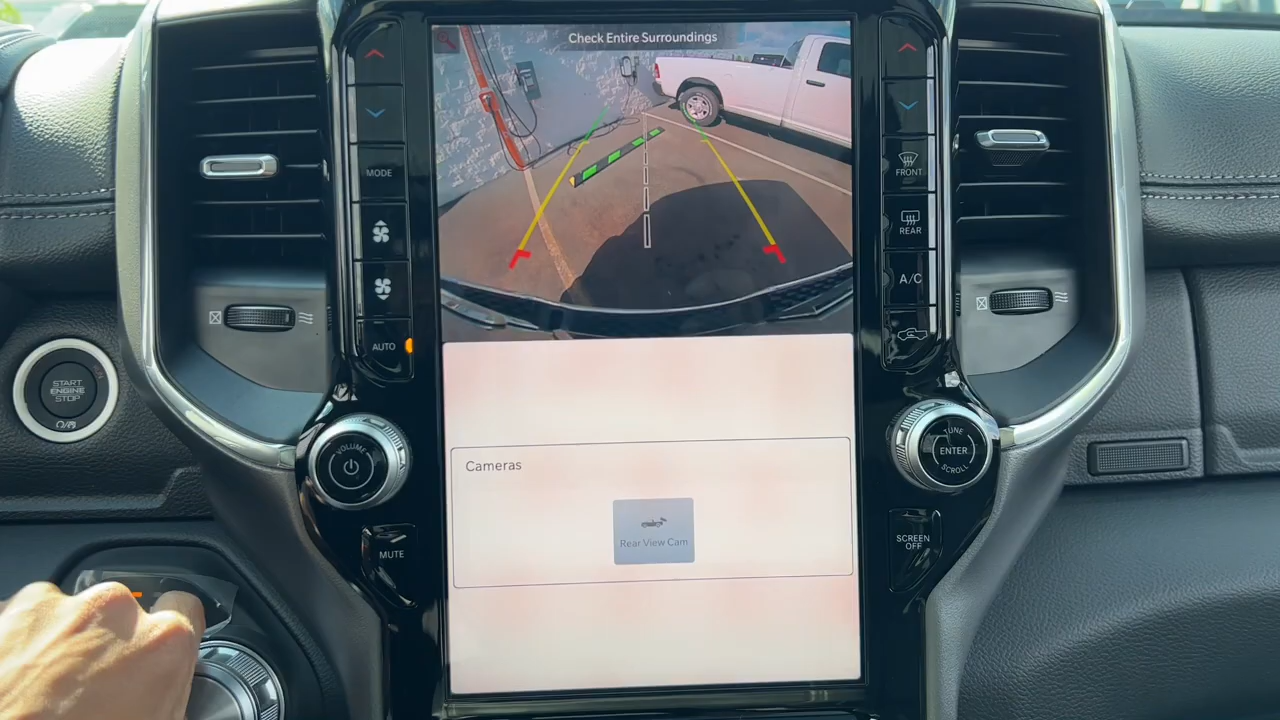 Check Entire Surroundings
MODE
AUTO
FRONT
REAR
A/C
START
ENGINE
STOP
VOLUME
MUTE
TUNE
ENTER
SCROLL
SCREEN
OFF
Cameras
Rear View Cam